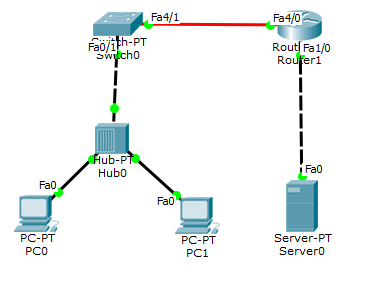 Fa4/1
Fa4/0
Fa0/1
Switch-PT
Switch0
Fa1/0
Router1
Hub-PT
Hub0
Fa0
Fa0
Fa0
PC-PT
PC0
PC-PT
PC1
Server-PT
Server0